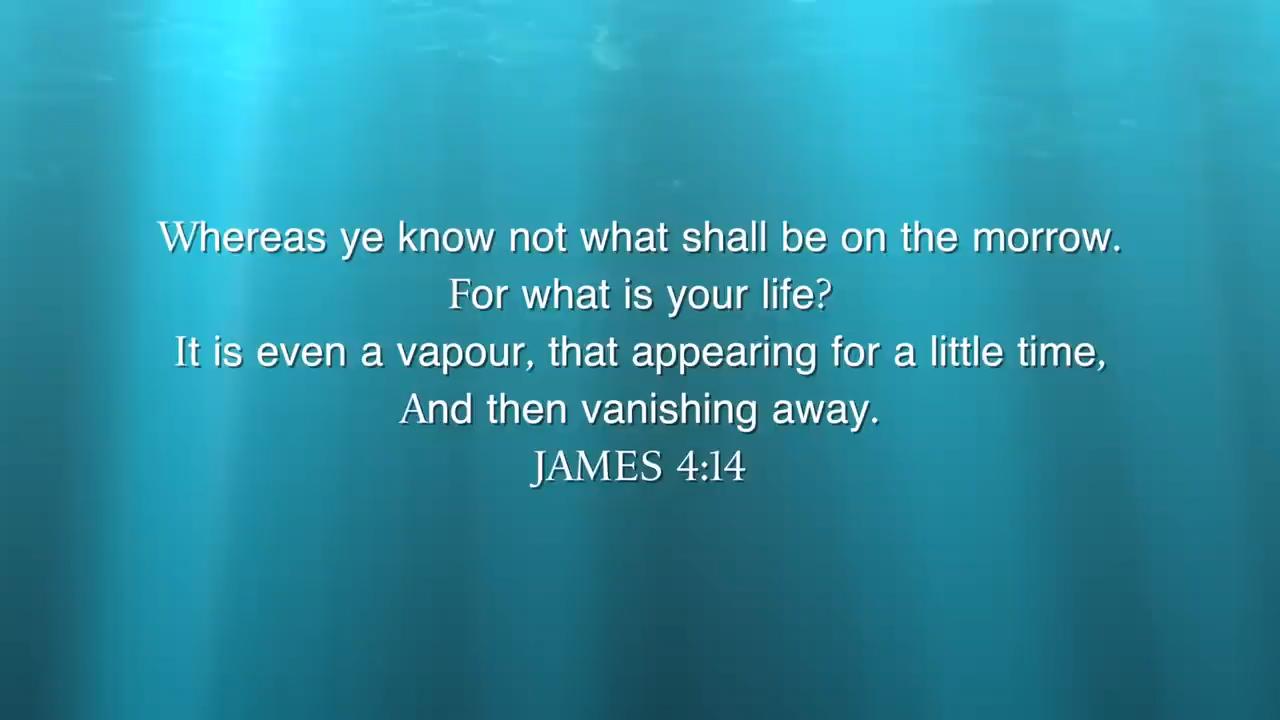 Whereas ye know not what shall be on the morrow.
For what is your life?
It is even a vapour, that appearing for a little time,
And then vanishing away.
JAMES 4:14